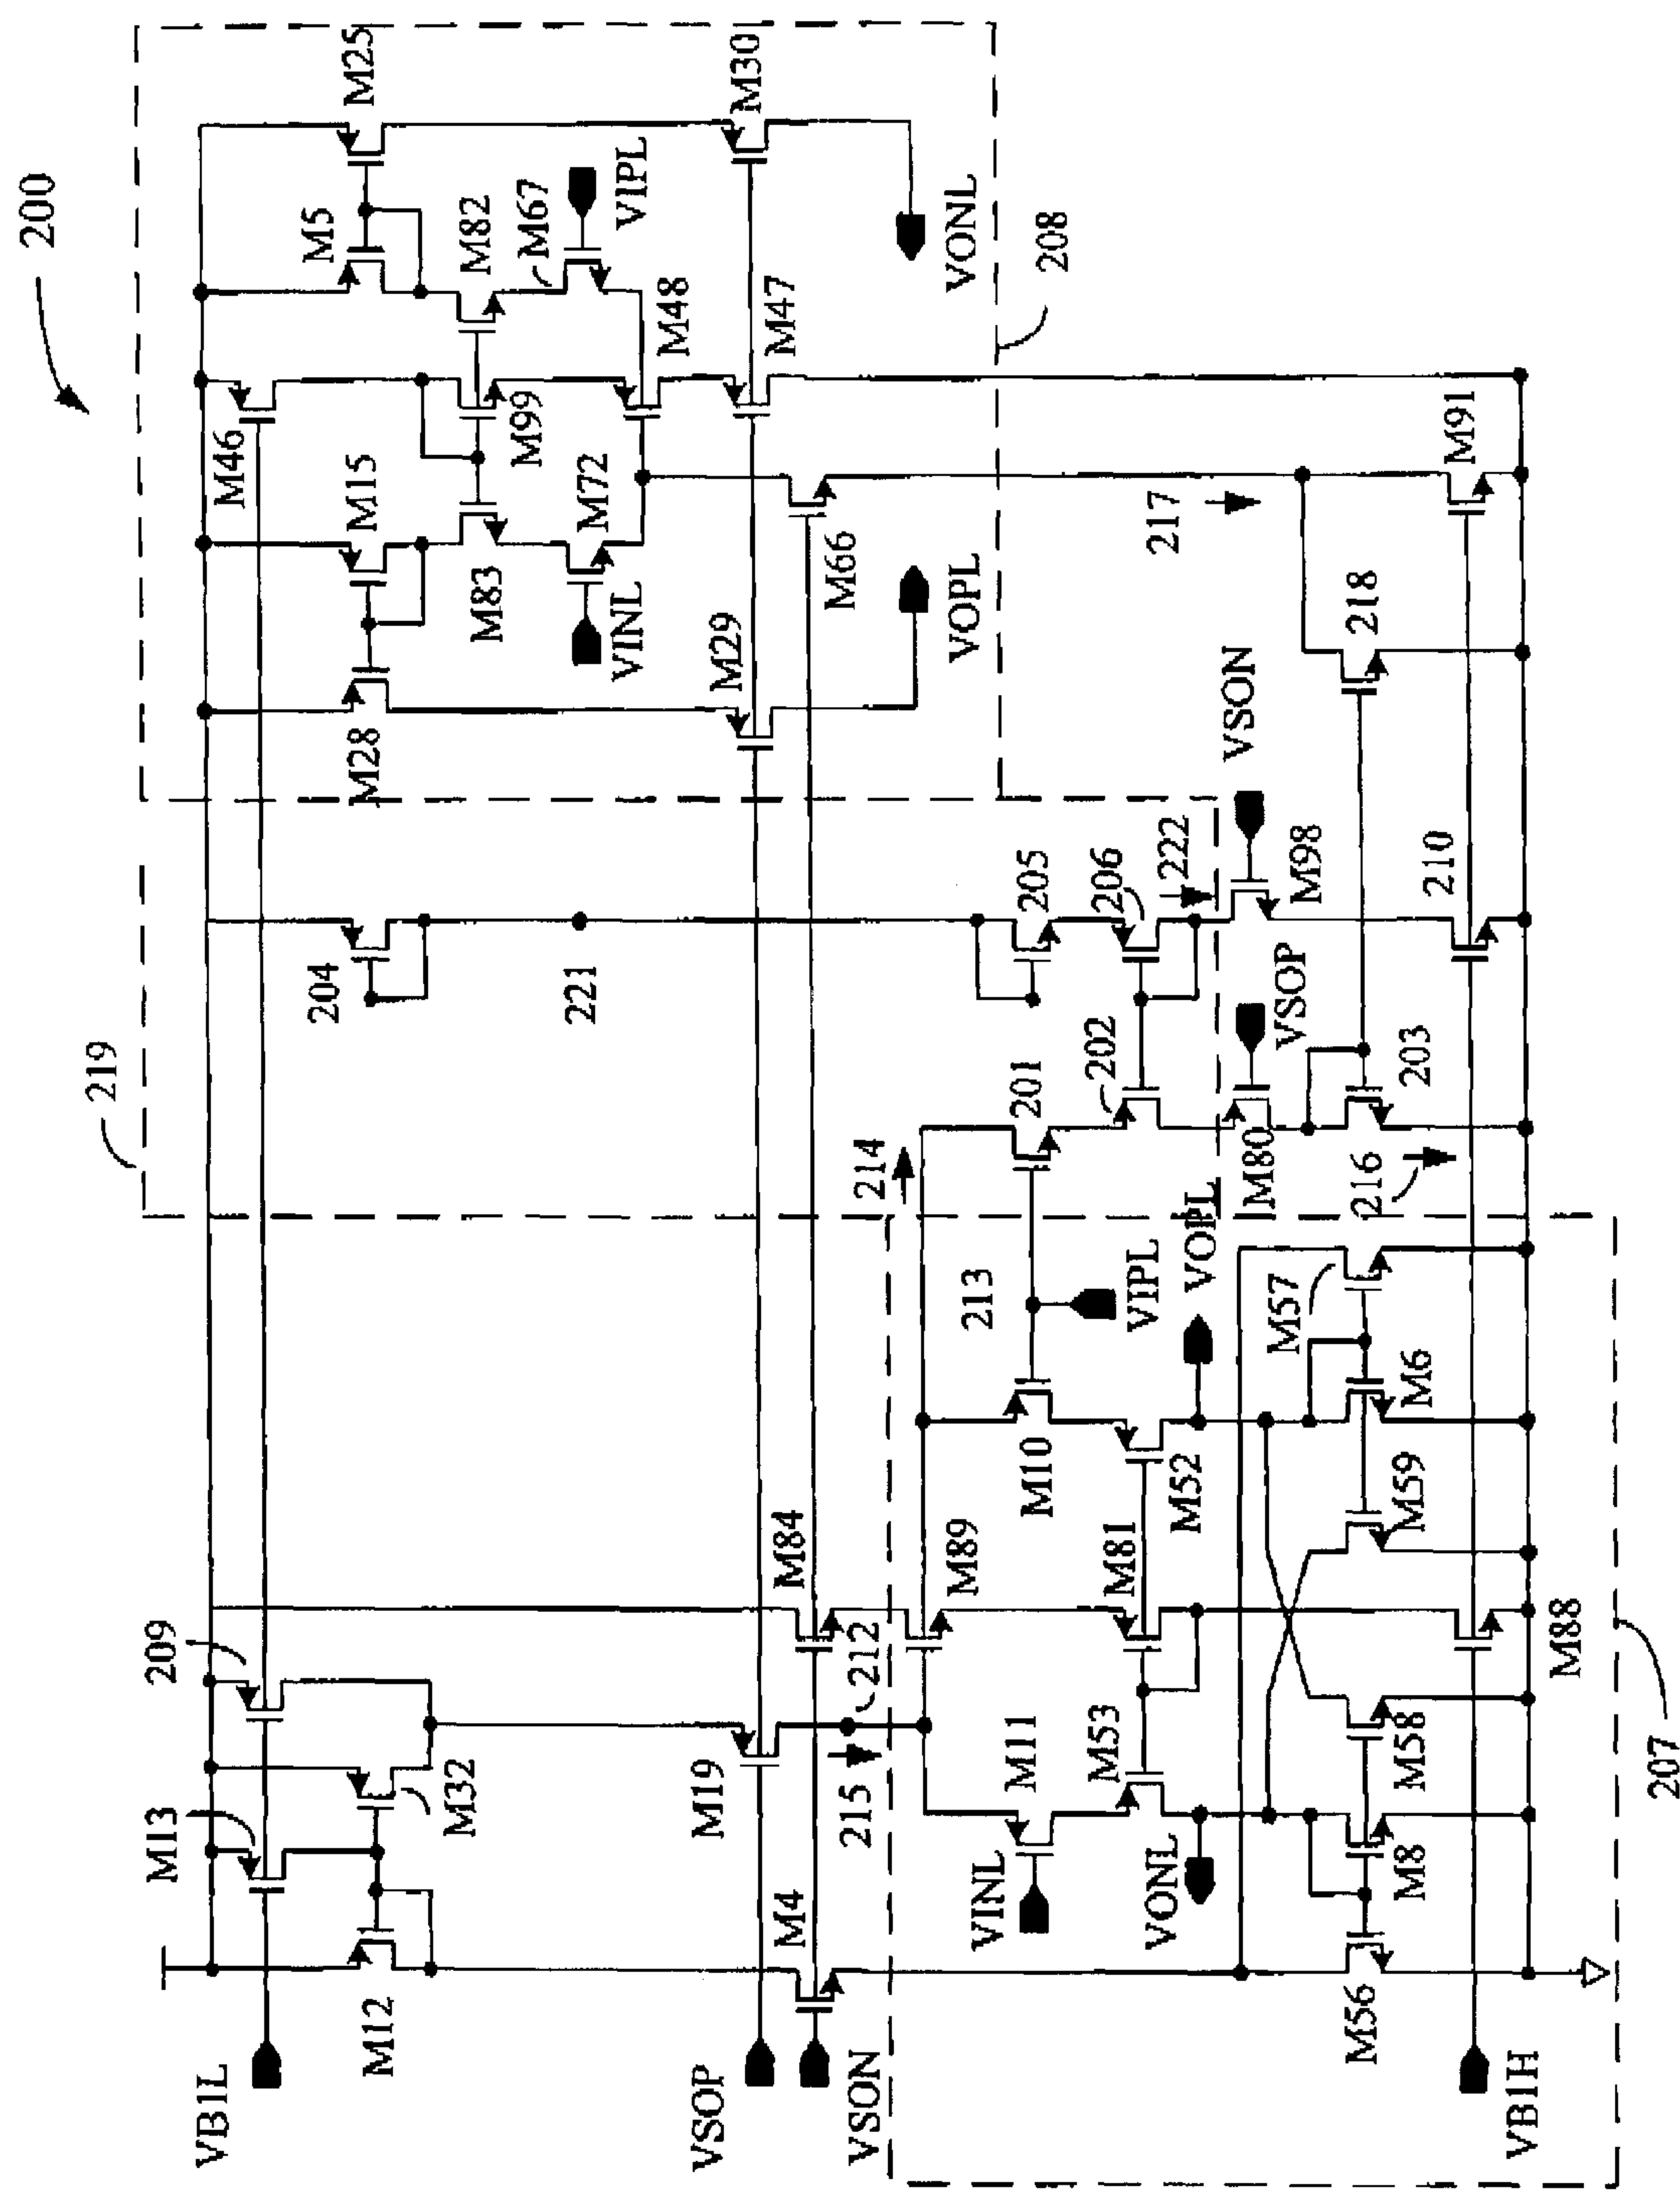 200
219
VB1L
M13
209
M12
M32
204
221
M28
M15
M46
M5
M25
M83
M99
M82
M67
VINL
M72
VIPL
M48
VSOP
VSON
M4
M19
M84
M29
M47
M30
M66
VOPL
VONL
208
215
212
214
M89
213
201
205
VINL
M11
M10
VIPL
202
206
222
217
M53
M81
M52
VONL
VOPL
M80
VSOP
M98
VSON
218
M56
M8
M58
M59
M6
M57
216
203
210
M91
VB1H
M88
207